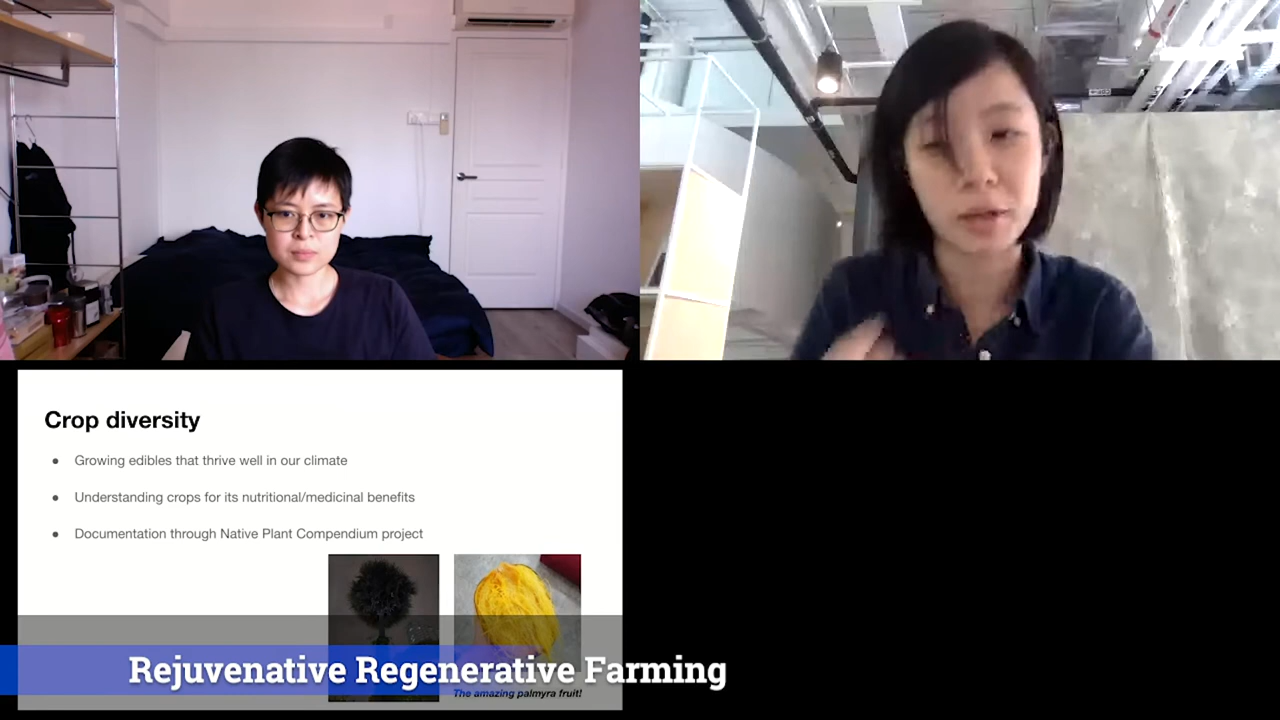 Crop diversity
● Growing edibles that thrive well in our climate
● Understanding crops for its nutritional/medicinal benefits
● Documentation through Native Plant Compendium project
Rejuvenative Regenerative Farming
The amazing palmyra fruit!